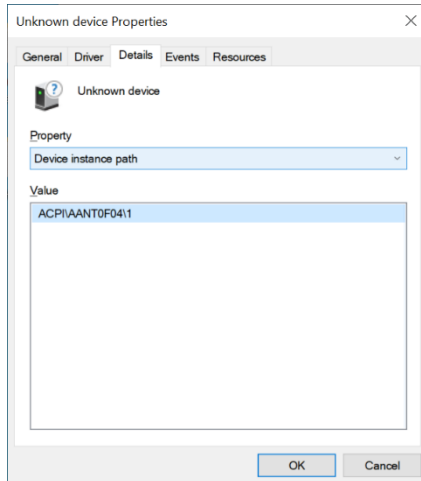 Unknown device Properties
General Driver Details Events Resources
Unknown device
Property
Device instance path
Value
ACPI\AANT0F04\1
OK Cancel